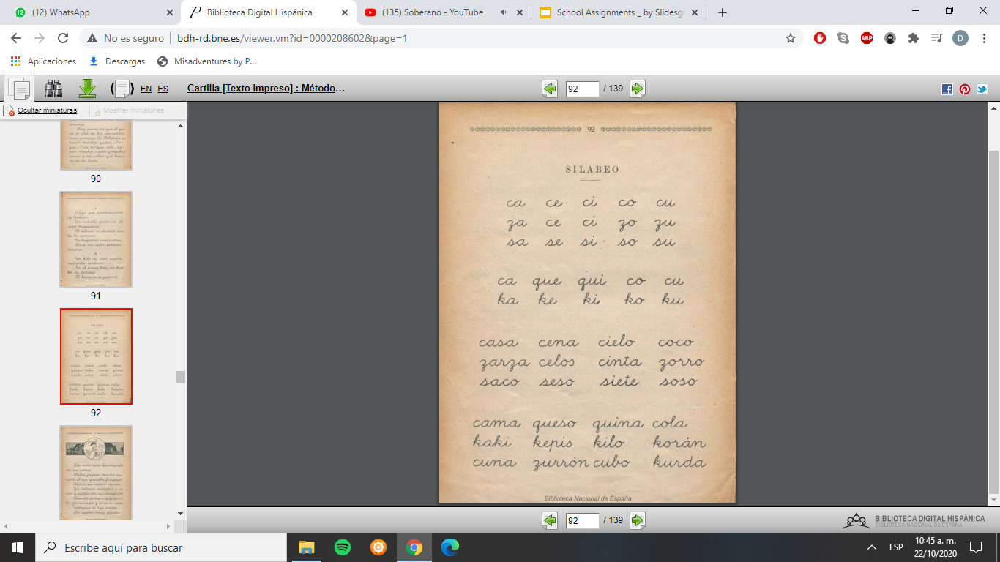 (12) WhatsApp
Biblioteca Digital Hispánica
(135) Soberano - YouTube
School Assignments _ by Slidesgo
No es seguro
bdh-rd.bne.es/viewer.vm?id=0000208602&page=1
D
Aplicaciones
Descargas
Misadventures by P...
EN ES
Cartilla [Texto impreso] : Método...
92 / 139
Ocultar miniaturas
Mostrar miniaturas
90
91
92
92
SILABEO
ca ce ci co cu
za ce ci zo zu
sa se si so su
ca que qui co cu
ka ke ki ko ku
casa cena cielo coco
zarza celos cinta zorro
saco seso siete soso
cama queso quina cola
kaki kepis kilo korán
cuna zurrón cubo kurda
Biblioteca Nacional de España
92 / 139
BIBLIOTECA DIGITAL HISPÁNICA
BIBLIOTECA NACIONAL DE ESPAÑA
Escribe aquí para buscar
ESP
10:45 a. m.
22/10/2020